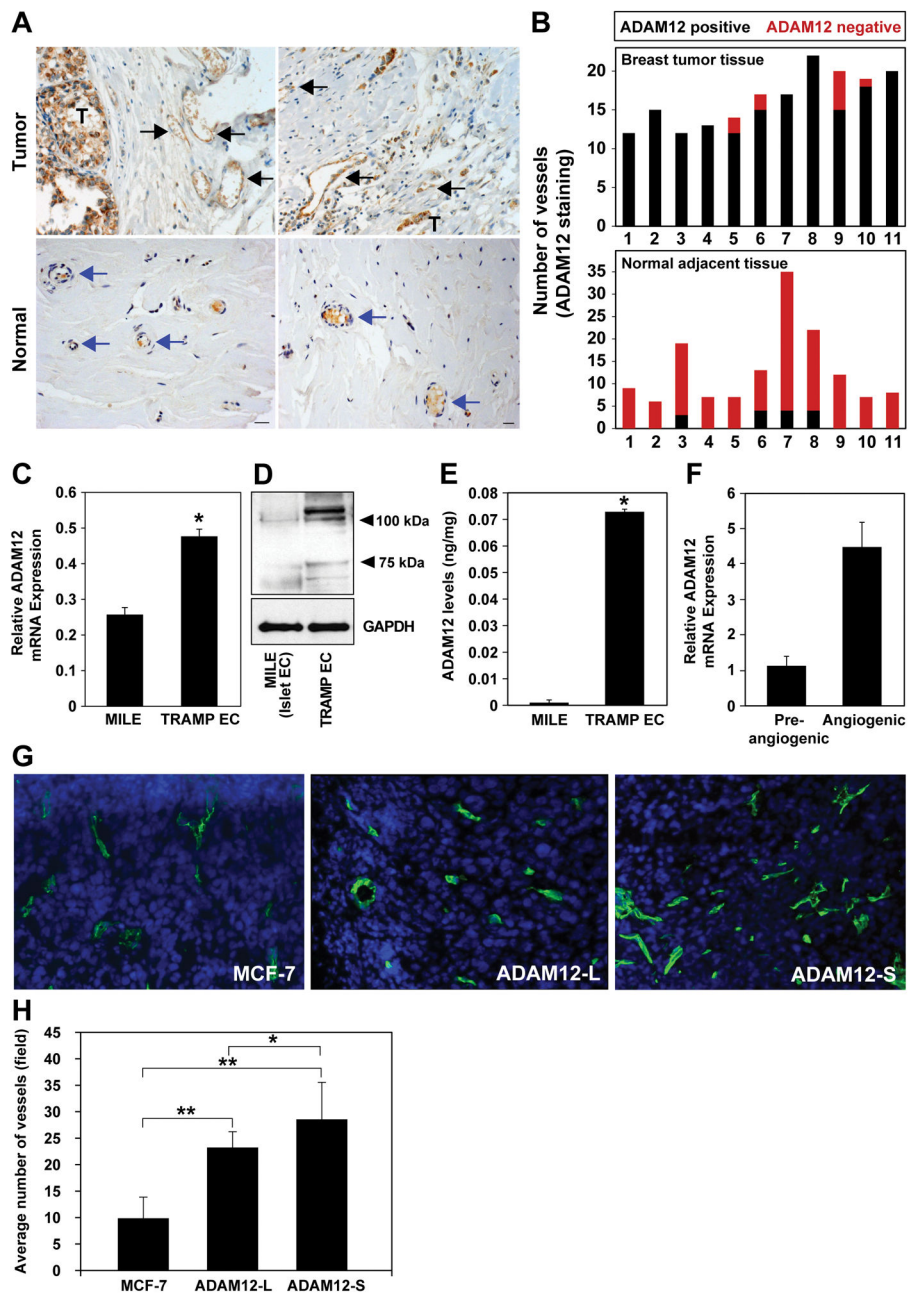 A
Tumor
T
T
Normal
B
ADAM12 positive ADAM12 negative
Number of vessels
(ADAM12 staining)
Breast tumor tissue
20
15
10
5
0
1 2 3 4 5 6 7 8 9 10 11
Normal adjacent tissue
35
30
25
20
15
10
5
0
1 2 3 4 5 6 7 8 9 10 11
C
Relative ADAM12
mRNA Expression
0.6
0.5
0.4
0.3
0.2
0.1
0
*
MILE TRAMP EC
D
100 kDa
75 kDa
GAPDH
MILE
(Islet EC)
TRAMP EC
E
ADAM12 levels (ng/mg)
0.08
0.07
0.06
0.05
0.04
0.03
0.02
0.01
0.0
*
MILE TRAMP EC
F
Relative ADAM12
mRNA Expression
6
5
4
3
2
1
0
Pre-
angiogenic
Angiogenic
G
MCF-7
ADAM12-L
ADAM12-S
H
Average number of vessels (field)
45
40
35
30
25
20
15
10
5
0
*
**
**
MCF-7 ADAM12-L ADAM12-S